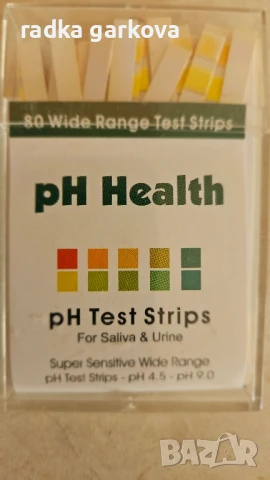 radka garkova
80 Wide Range Test Strips
pH Health
pH Test Strips
For Saliva & Urine
Super Sensitive Wide Range
pH Test Strips - pH 4.5 - pH 9.0
BAZAR